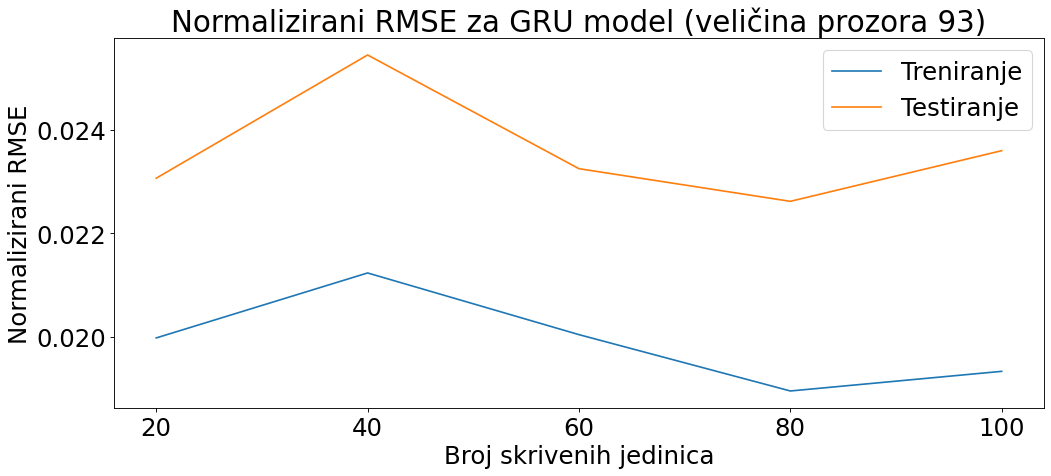 Normalizirani RMSE za GRU model (veličina prozora 93)
Treniranje
Testiranje
Normalizirani RMSE
0.024
0.022
0.020
20 40 60 80 100
Broj skrivenih jedinica